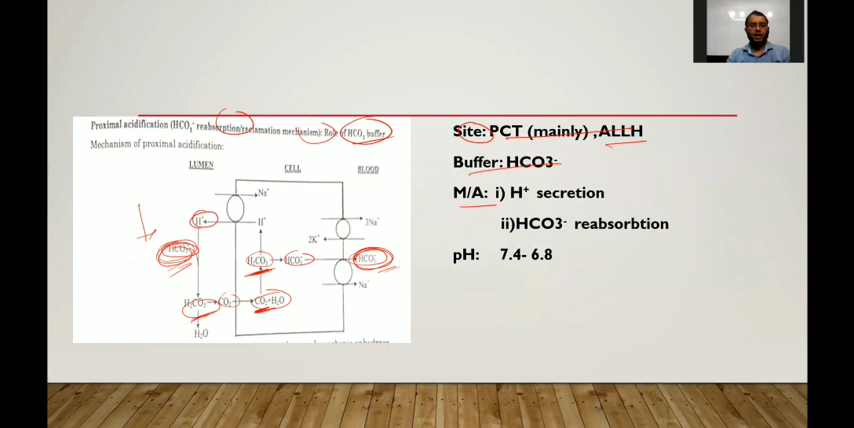 Proximal acidification (HCO₃⁻ reabsorption/reclamation mechanism): Role of HCO₃ buffer
Mechanism of proximal acidification:
LUMEN CELL BLOOD
Na⁺
H⁺ H⁺ 3Na⁺
2K⁺
HCO₃ H₂CO₃ HCO₃⁻ HCO₃⁻
Na⁺
H₂CO₃ CO₂ CO₂+H₂O
H₂O
Site: PCT (mainly) ,ALLH
Buffer: HCO3⁻
M/A: i) H⁺ secretion
ii)HCO3⁻ reabsorbtion
pH: 7.4- 6.8